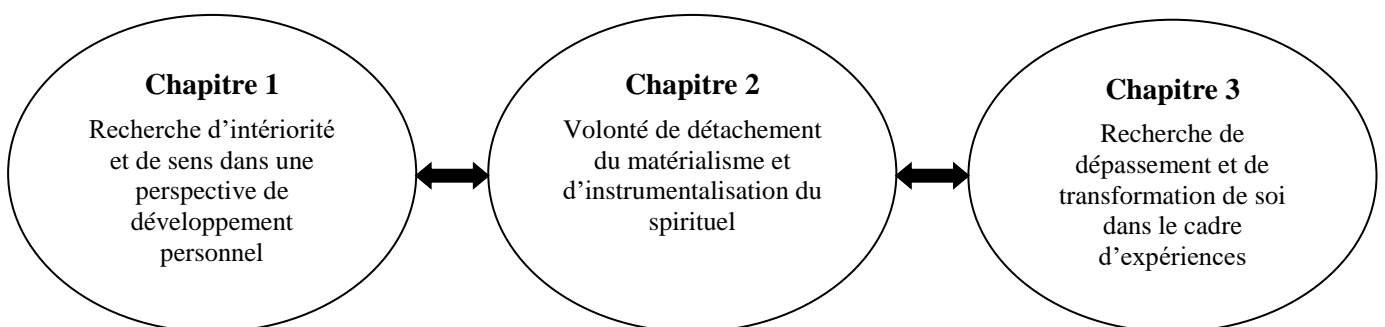 Chapitre 1
Recherche d’intériorité
et de sens dans une
perspective de
développement
personnel
Chapitre 2
Volonté de détachement
du matérialisme et
d’instrumentalisation du
spirituel
Chapitre 3
Recherche de
dépassement et de
transformation de soi
dans le cadre
d’expériences